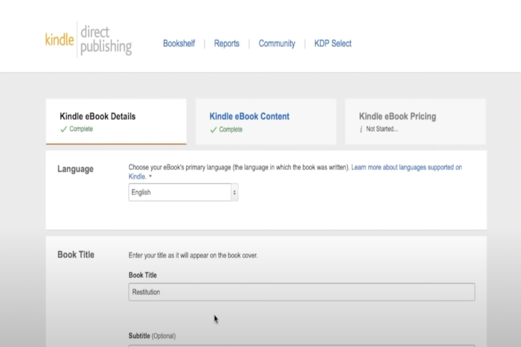 kindle direct publishing
Bookshelf | Reports | Community | KDP Select
Kindle eBook Details
Complete
Kindle eBook Content
Complete
Kindle eBook Pricing
Not Started...
Language
Choose your eBook's primary language (the language in which the book was written). Learn more about languages supported on
Kindle.
English
Book Title
Enter your title as it will appear on the book cover.
Book Title
Restitution
Subtitle (Optional)